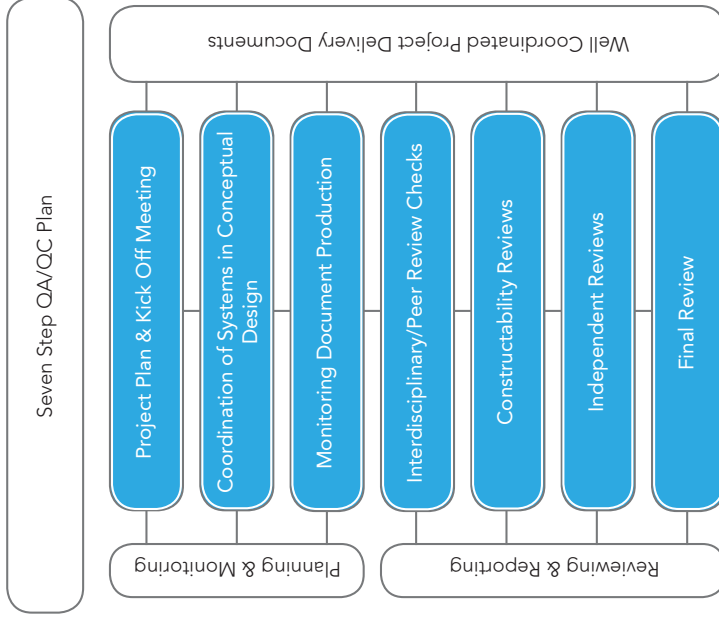 Seven Step QA/QC Plan
Planning & Monitoring
Reviewing & Reporting
Project Plan & Kick Off Meeting
Coordination of Systems in Conceptual
Design
Monitoring Document Production
Interdisciplinary/Peer Review Checks
Constructability Reviews
Independent Reviews
Final Review
Well Coordinated Project Delivery Documents